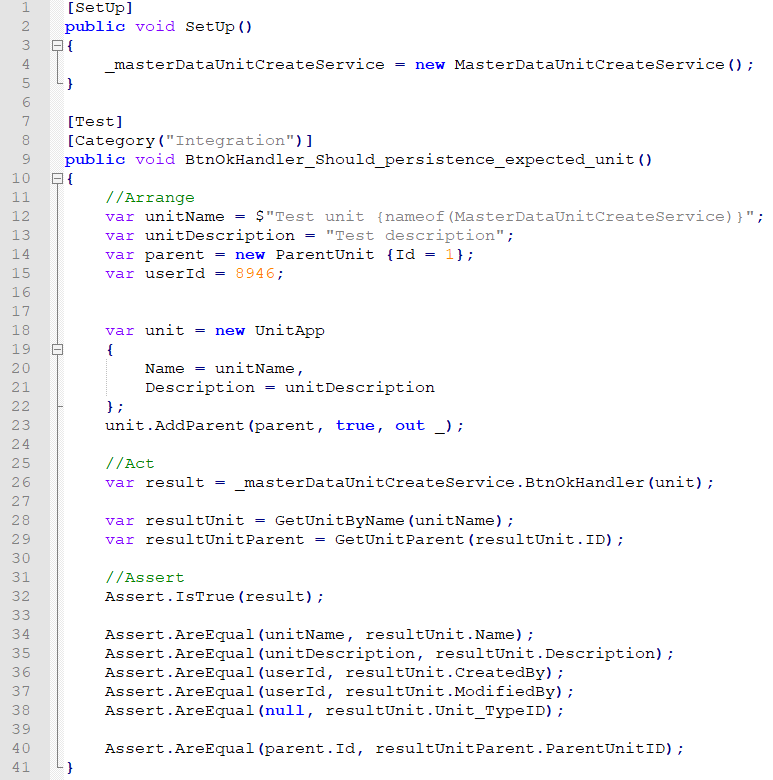 1 [SetUp]
2 public void SetUp()
3 {
4     _masterDataUnitCreateService = new MasterDataUnitCreateService();
5 }
6
7 [Test]
8 [Category("Integration")]
9 public void BtnOkHandler_Should_persistence_expected_unit()
10 {
11     //Arrange
12     var unitName = $"Test unit {nameof(MasterDataUnitCreateService)}";
13     var unitDescription = "Test description";
14     var parent = new ParentUnit {Id = 1};
15     var userId = 8946;
16
17
18     var unit = new UnitApp
19     {
20         Name = unitName,
21         Description = unitDescription
22     };
23     unit.AddParent(parent, true, out _);
24
25     //Act
26     var result = _masterDataUnitCreateService.BtnOkHandler(unit);
27
28     var resultUnit = GetUnitByName(unitName);
29     var resultUnitParent = GetUnitParent(resultUnit.ID);
30
31     //Assert
32     Assert.IsTrue(result);
33
34     Assert.AreEqual(unitName, resultUnit.Name);
35     Assert.AreEqual(unitDescription, resultUnit.Description);
36     Assert.AreEqual(userId, resultUnit.CreatedBy);
37     Assert.AreEqual(userId, resultUnit.ModifiedBy);
38     Assert.AreEqual(null, resultUnit.Unit_TypeID);
39
40     Assert.AreEqual(parent.Id, resultUnitParent.ParentUnitID);
41 }